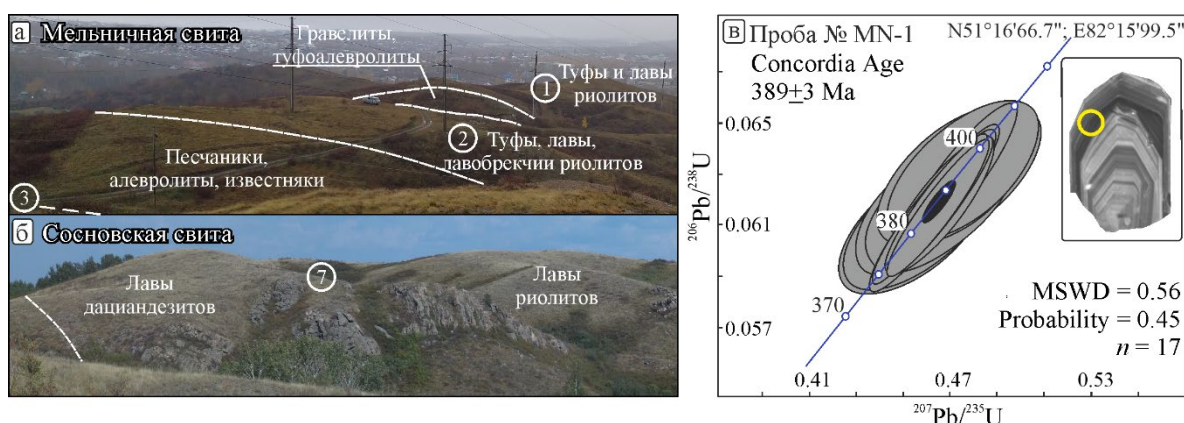 а Мельничная свита
Гравелиты,
туфоалевролиты
1 Туфы и лавы
риолитов
2 Туфы, лавы,
лавобрекчии риолитов
Песчаники,
алевролиты, известняки
3
б Сосновская свита
7
Лавы
дациандезитов
Лавы
риолитов
в Проба № MN-1
N51°16'66.7"; E82°15'99.5"
Concordia Age
389±3 Ma
0.065
400
0.061
380
0.057
370
MSWD = 0.56
Probability = 0.45
n = 17
0.41 0.47 0.53
206Pb/238U
207Pb/235U